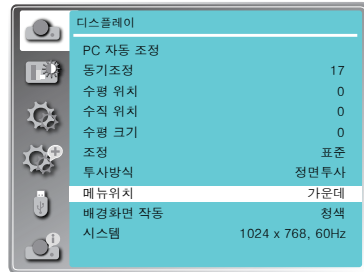 디스플레이
PC 자동 조정
동기조정 17
수평 위치 0
수직 위치 0
수평 크기 0
조정 표준
투사방식 정면투사
메뉴위치 가운데
배경화면 작동 청색
시스템 1024 x 768, 60Hz